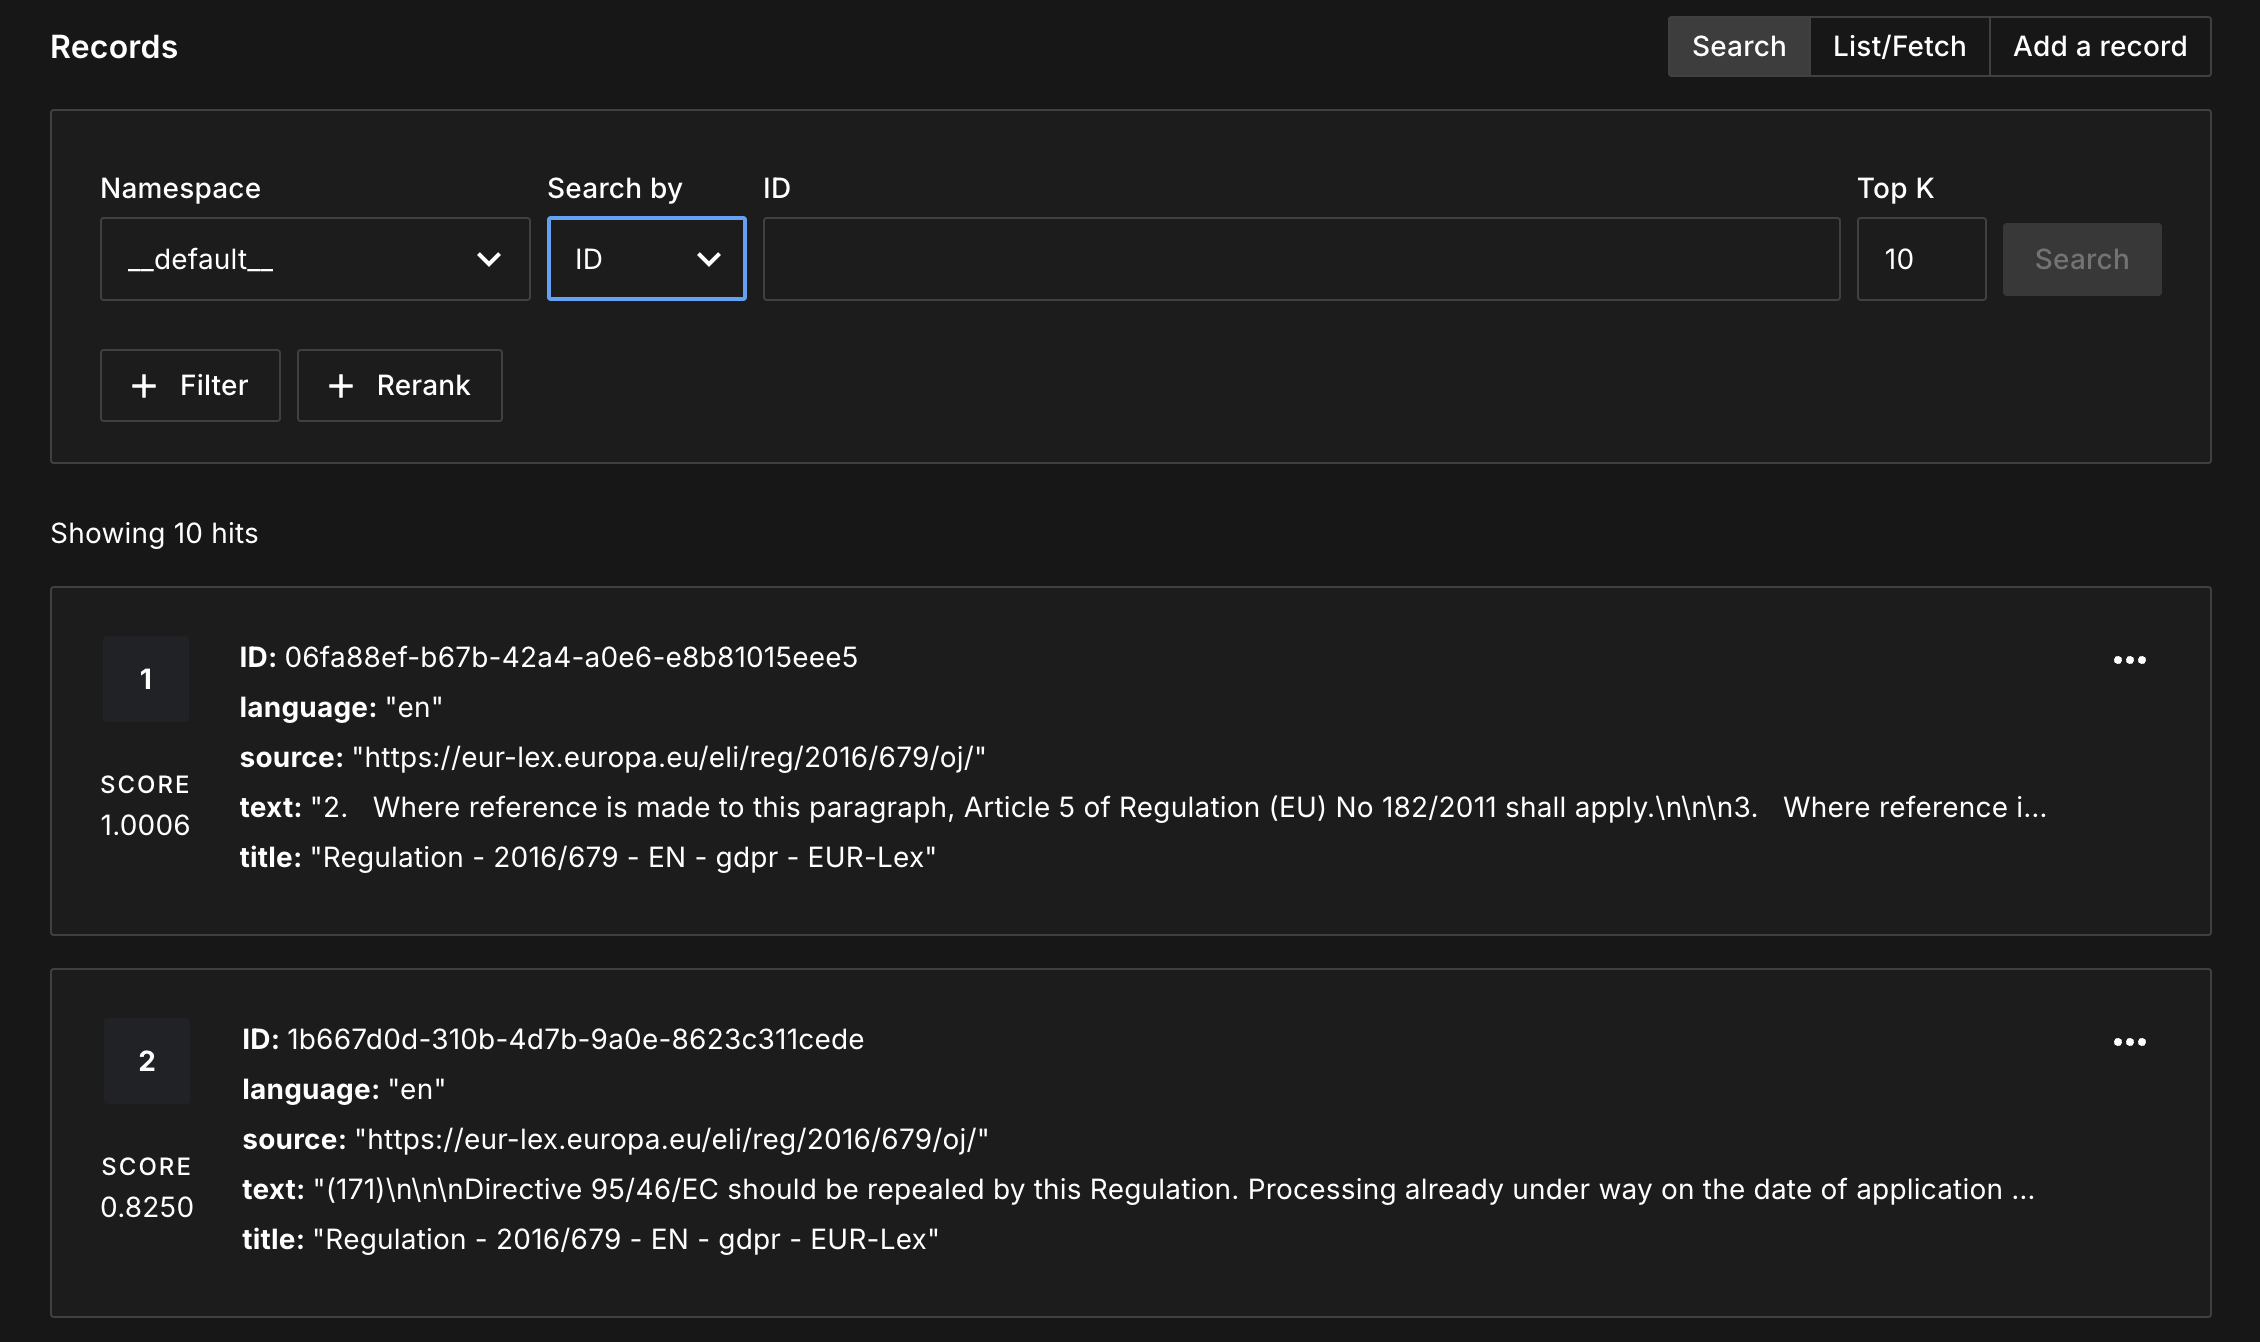 Records
Search
List/Fetch
Add a record
Namespace
Search by
ID
Top K
__default__
ID
10
Search
Filter
Rerank
Showing 10 hits
1
ID: 06fa88ef-b67b-42a4-a0e6-e8b81015eee5
language: "en"
source: "https://eur-lex.europa.eu/eli/reg/2016/679/oj/"
SCORE
1.0006
text: "2.   Where reference is made to this paragraph, Article 5 of Regulation (EU) No 182/2011 shall apply.\n\n\n3.   Where reference i...
title: "Regulation - 2016/679 - EN - gdpr - EUR-Lex"
2
ID: 1b667d0d-310b-4d7b-9a0e-8623c311cede
language: "en"
source: "https://eur-lex.europa.eu/eli/reg/2016/679/oj/"
SCORE
0.8250
text: "(171)\n\n\nDirective 95/46/EC should be repealed by this Regulation. Processing already under way on the date of application ...
title: "Regulation - 2016/679 - EN - gdpr - EUR-Lex"